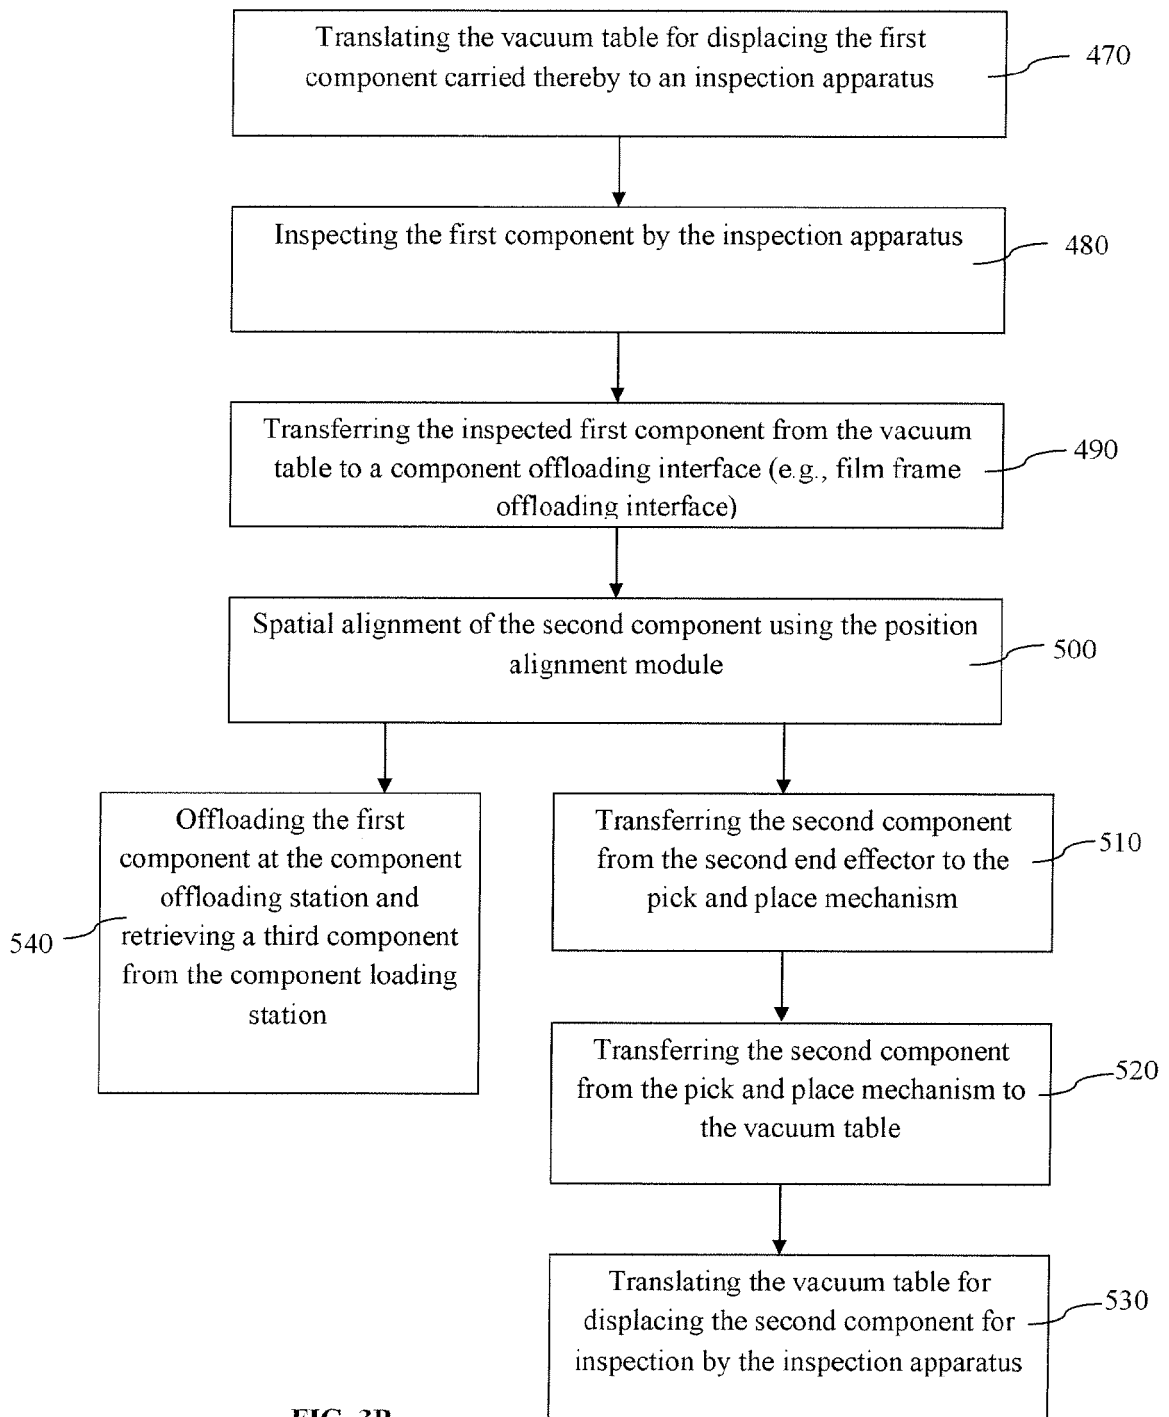 Translating the vacuum table for displacing the first
component carried thereby to an inspection apparatus
470
Inspecting the first component by the inspection apparatus
480
Transferring the inspected first component from the vacuum
table to a component offloading interface (e.g., film frame
offloading interface)
490
Spatial alignment of the second component using the position
alignment module
500
Offloading the first
component at the component
offloading station and
retrieving a third component
from the component loading
station
540
Transferring the second component
from the second end effector to the
pick and place mechanism
510
Transferring the second component
from the pick and place mechanism to
the vacuum table
520
Translating the vacuum table for
displacing the second component for
inspection by the inspection apparatus
530
FIG.